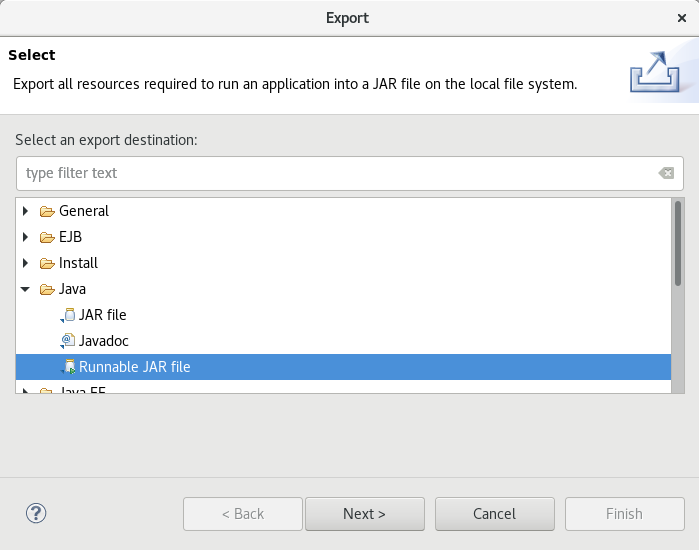 Export
Select
Export all resources required to run an application into a JAR file on the local file system.
Select an export destination:
type filter text
General
EJB
Install
Java
JAR file
Javadoc
Runnable JAR file
Java EE
< Back
Next >
Cancel
Finish